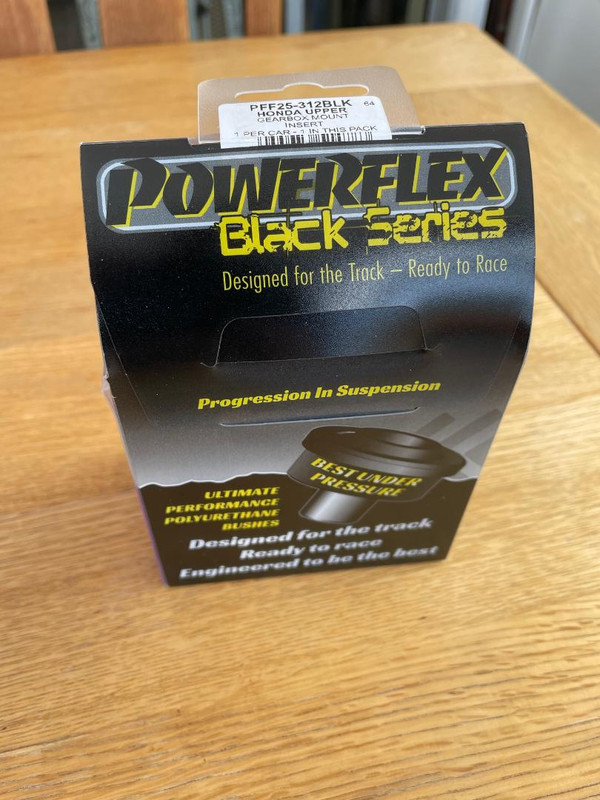 PFF25-312BLK 64
HONDA UPPER
GEARBOX MOUNT
INSERT
1 PER CAR - 1 IN THIS PACK
POWERFLEX
Black Series
Designed for the Track – Ready to Race
Progression In Suspension
BEST UNDER
PRESSURE
ULTIMATE
PERFORMANCE
POLYURETHANE
BUSHES
Designed for the track
Ready to race
Engineered to be the best